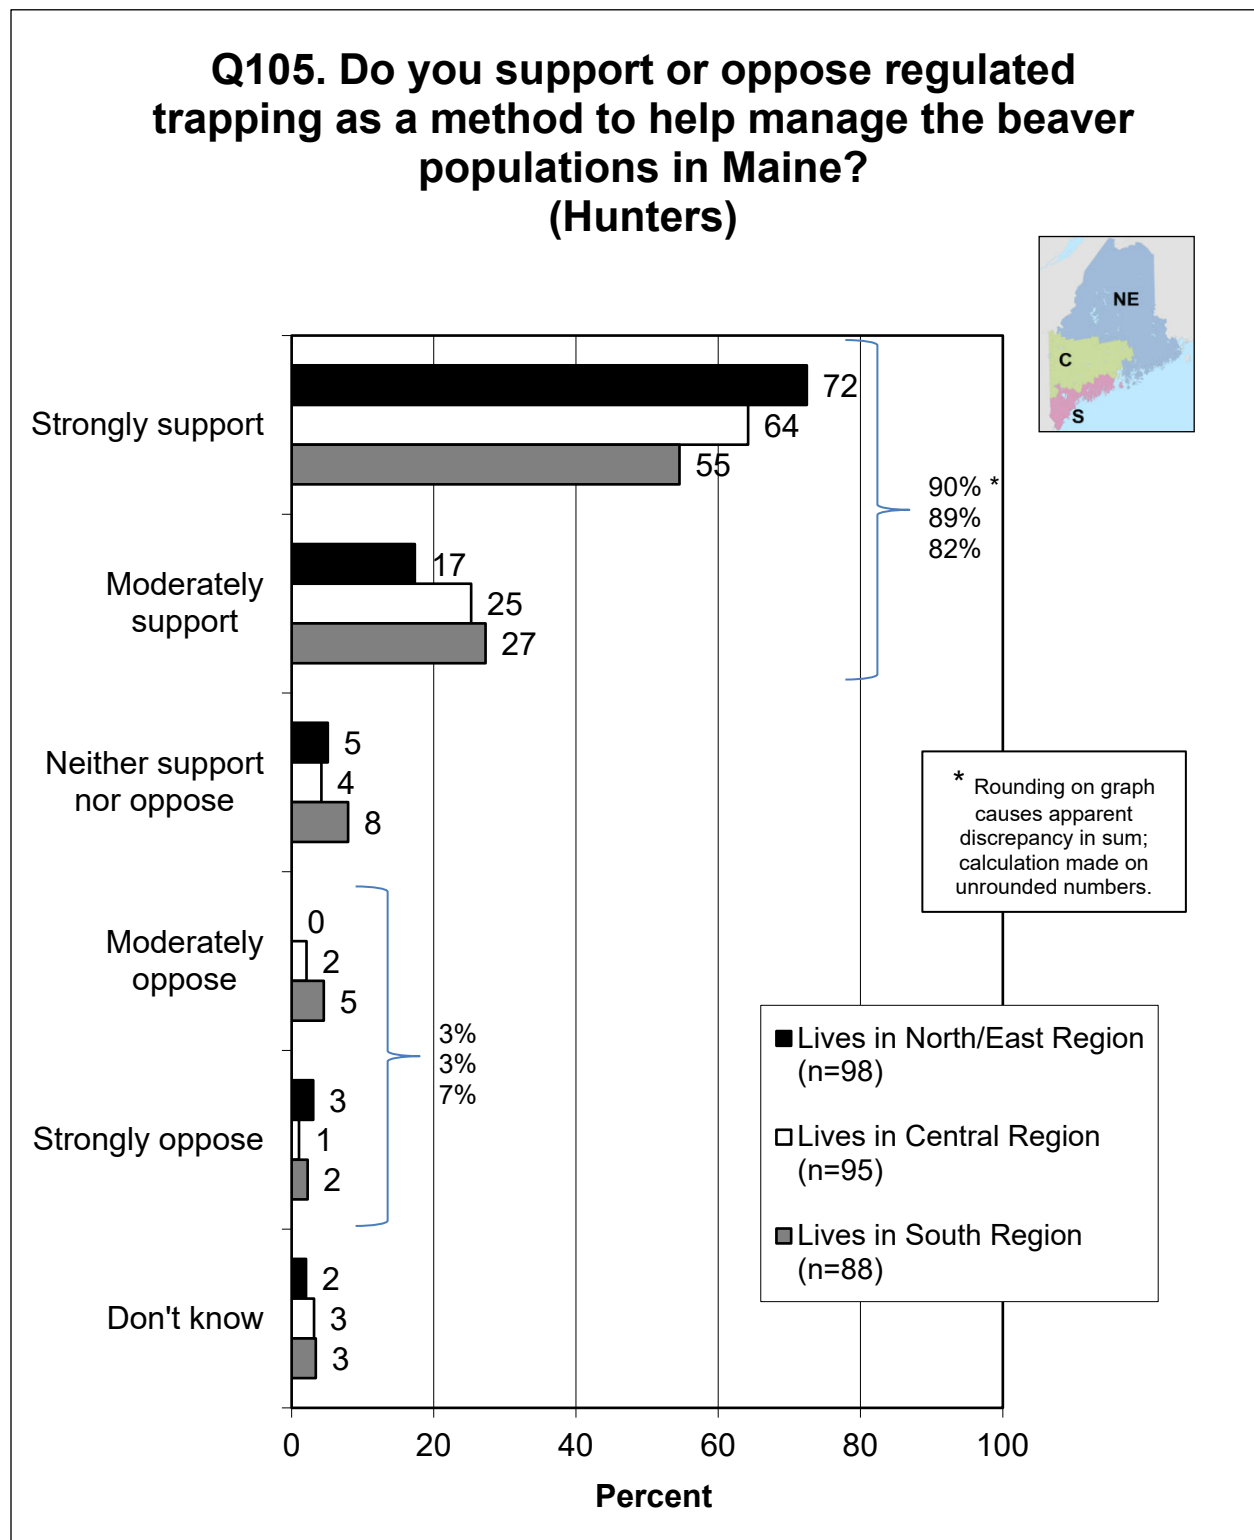 Q105. Do you support or oppose regulated
trapping as a method to help manage the beaver
populations in Maine?
(Hunters)
NE
C
S
Strongly support
72
64
55
90% *
89%
82%
Moderately
support
17
25
27
Neither support
nor oppose
5
4
8
* Rounding on graph
causes apparent
discrepancy in sum;
calculation made on
unrounded numbers.
Moderately
oppose
0
2
5
3%
3%
7%
Strongly oppose
3
1
2
Don't know
2
3
3
Lives in North/East Region
(n=98)
Lives in Central Region
(n=95)
Lives in South Region
(n=88)
0 20 40 60 80 100
Percent